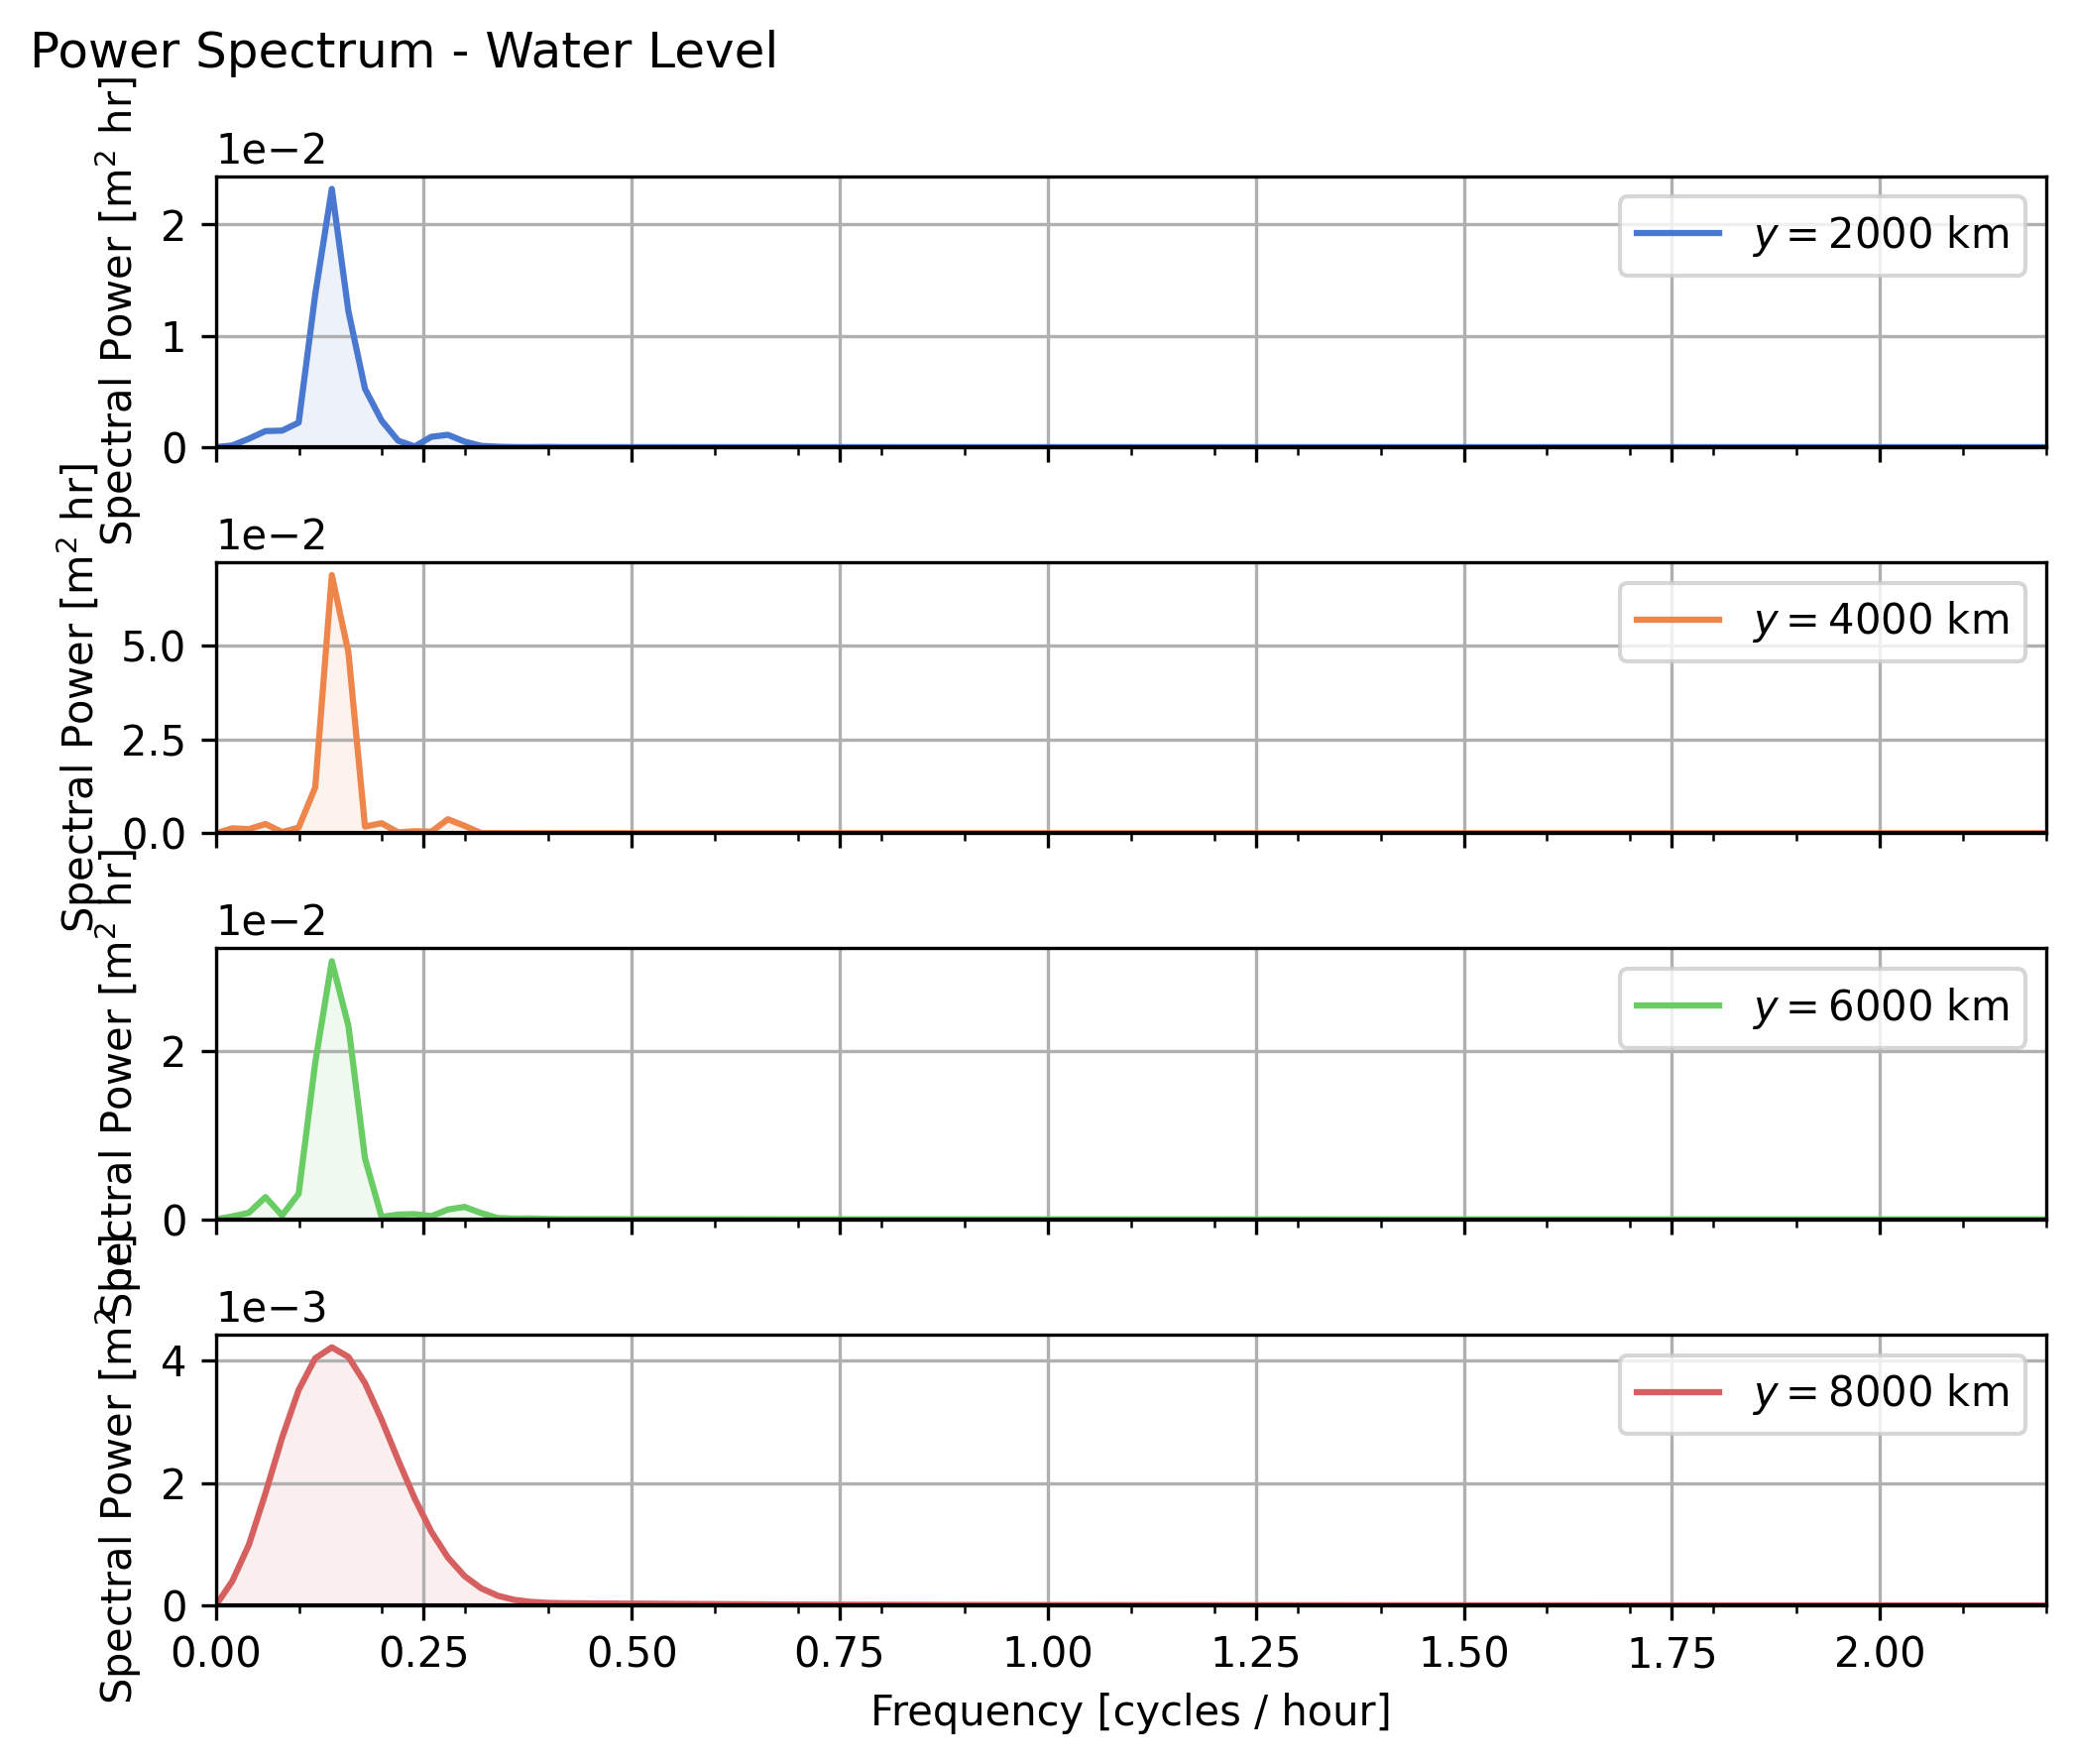 Power Spectrum - Water Level
Spectral Power [m² hr]
1e−2
2
1
0
y = 2000 km
Spectral Power [m² hr]
1e−2
5.0
2.5
0.0
y = 4000 km
Spectral Power [m² hr]
1e−2
2
0
y = 6000 km
Spectral Power [m² hr]
1e−3
4
2
0
y = 8000 km
0.00 0.25 0.50 0.75 1.00 1.25 1.50 1.75 2.00
Frequency [cycles / hour]